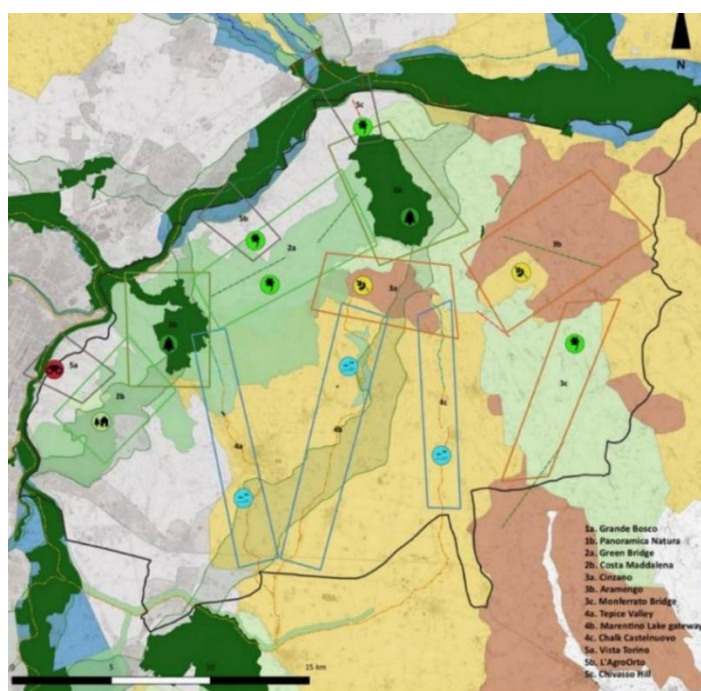 N
5c
1a
5b
2a
3b
3a
1b
5a
2b
3c
4c
4b
4a
1a. Grande Bosco
1b. Panoramica Natura
2a. Green Bridge
2b. Costa Maddalena
3a. Cinzano
3b. Aramengo
3c. Monferrato Bridge
4a. Tepice Valley
4b. Marentino Lake gateway
4c. Chalk Castelnuovo
5a. Vista Torino
5b. L'AgroOrto
5c. Chivasso Hill
0 5 10 15 km